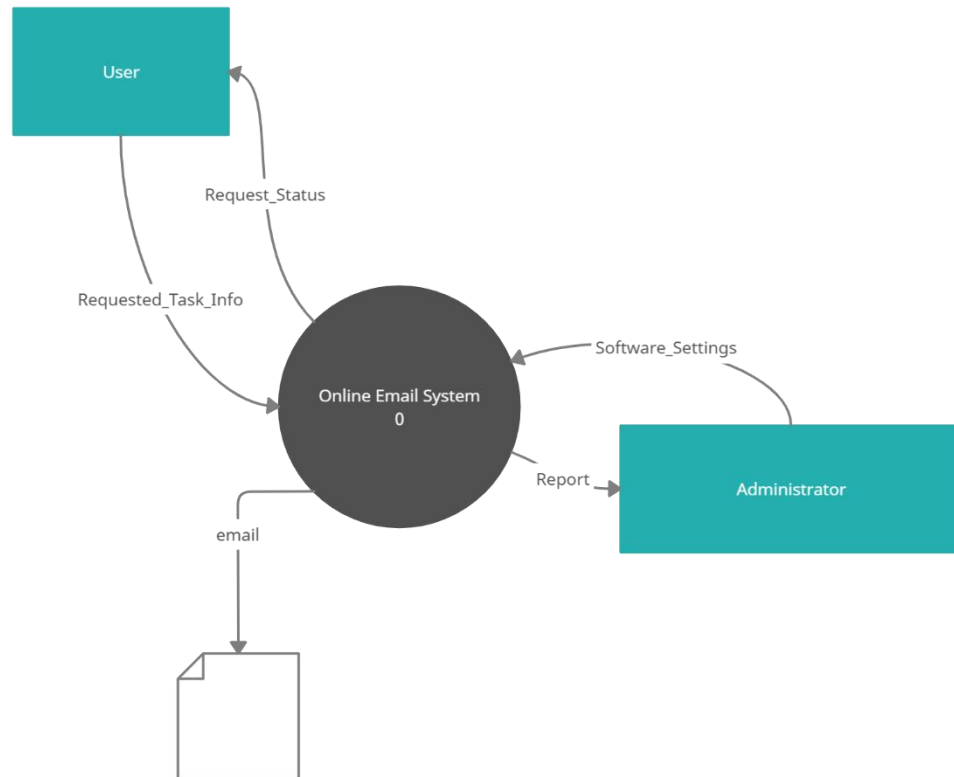 User
Request_Status
Requested_Task_Info
Software_Settings
Online Email System
0
Report
Administrator
email